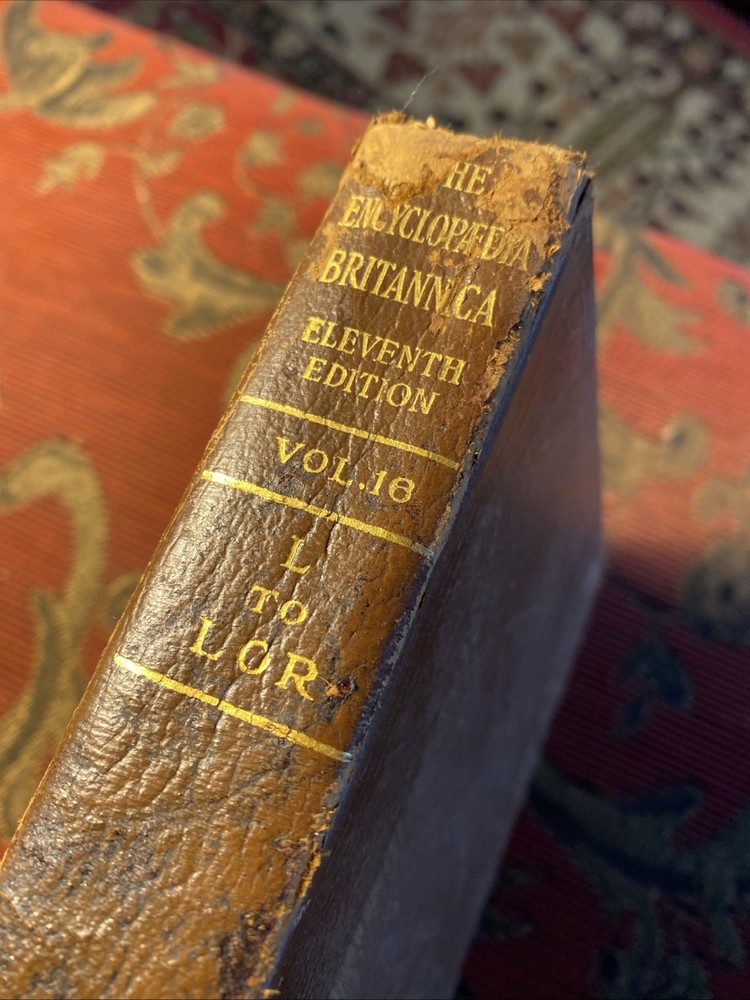 HE
ENCYCLOPÆDIA
BRITANNICA
ELEVENTH
EDITION
VOL.16
L
TO
LOR